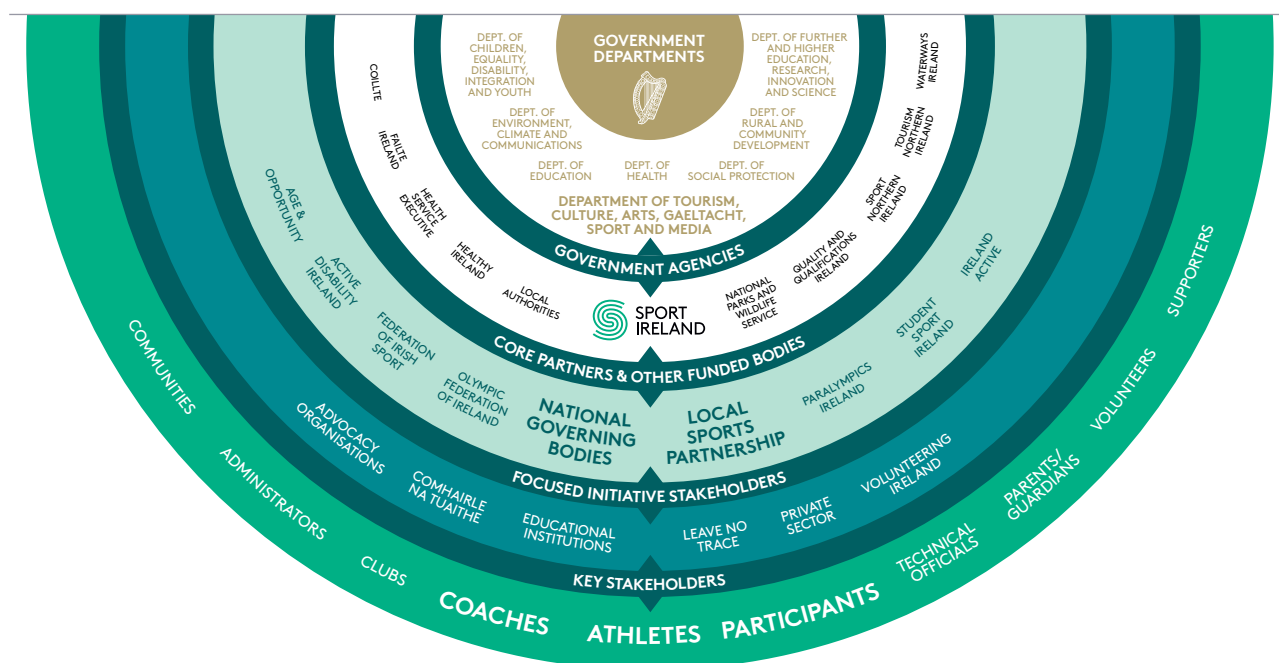 GOVERNMENT
DEPARTMENTS
DEPT. OF
CHILDREN,
EQUALITY,
DISABILITY,
INTEGRATION
AND YOUTH
DEPT. OF
ENVIRONMENT,
CLIMATE AND
COMMUNICATIONS
DEPT. OF
EDUCATION
DEPT. OF
HEALTH
DEPT. OF
SOCIAL PROTECTION
DEPT. OF
RURAL AND
COMMUNITY
DEVELOPMENT
DEPT. OF FURTHER
AND HIGHER
EDUCATION,
RESEARCH,
INNOVATION
AND SCIENCE
DEPARTMENT OF TOURISM,
CULTURE, ARTS, GAELTACHT,
SPORT AND MEDIA
GOVERNMENT AGENCIES
COILLTE
FAILTE
IRELAND
HEALTH
SERVICE
EXECUTIVE
HEALTHY
IRELAND
LOCAL
AUTHORITIES
SPORT
IRELAND
NATIONAL
PARKS AND
WILDLIFE
SERVICE
QUALITY AND
QUALIFICATIONS
IRELAND
SPORT
NORTHERN
IRELAND
TOURISM
NORTHERN
IRELAND
WATERWAYS
IRELAND
CORE PARTNERS & OTHER FUNDED BODIES
AGE &
OPPORTUNITY
ACTIVE
DISABILITY
IRELAND
FEDERATION
OF IRISH
SPORT
OLYMPIC
FEDERATION
OF IRELAND
NATIONAL
GOVERNING
BODIES
LOCAL
SPORTS
PARTNERSHIP
PARALYMPICS
IRELAND
STUDENT
SPORT
IRELAND
IRELAND
ACTIVE
FOCUSED INITIATIVE STAKEHOLDERS
ADVOCACY
ORGANISATIONS
COMHAIRLE
NA TUAITHE
EDUCATIONAL
INSTITUTIONS
LEAVE NO
TRACE
PRIVATE
SECTOR
VOLUNTEERING
IRELAND
KEY STAKEHOLDERS
COMMUNITIES
ADMINISTRATORS
CLUBS
COACHES
ATHLETES
PARTICIPANTS
TECHNICAL
OFFICIALS
PARENTS/
GUARDIANS
VOLUNTEERS
SUPPORTERS